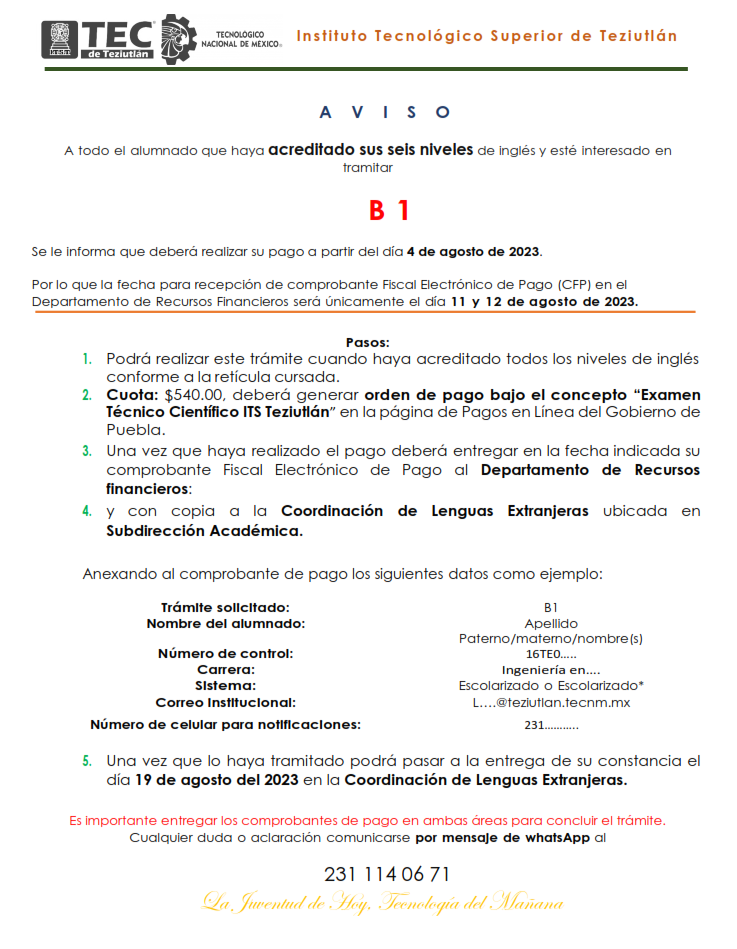 TEC
de Teziutlán
TECNOLÓGICO
NACIONAL DE MÉXICO®
Instituto Tecnológico Superior de Teziutlán
A V I S O
A todo el alumnado que haya acreditado sus seis niveles de inglés y esté interesado en
tramitar
B 1
Se le informa que deberá realizar su pago a partir del día 4 de agosto de 2023.
Por lo que la fecha para recepción de comprobante Fiscal Electrónico de Pago (CFP) en el
Departamento de Recursos Financieros será únicamente el día 11 y 12 de agosto de 2023.
Pasos:
1. Podrá realizar este trámite cuando haya acreditado todos los niveles de inglés
conforme a la retícula cursada.
2. Cuota: $540.00, deberá generar orden de pago bajo el concepto “Examen
Técnico Científico ITS Teziutlán” en la página de Pagos en Línea del Gobierno de
Puebla.
3. Una vez que haya realizado el pago deberá entregar en la fecha indicada su
comprobante Fiscal Electrónico de Pago al Departamento de Recursos
financieros:
4. y con copia a la Coordinación de Lenguas Extranjeras ubicada en
Subdirección Académica.
Anexando al comprobante de pago los siguientes datos como ejemplo:
Trámite solicitado: B1
Nombre del alumnado: Apellido
Paterno/materno/nombre(s)
Número de control: 16TE0.....
Carrera: Ingeniería en....
Sistema: Escolarizado o Escolarizado*
Correo Institucional: L....@teziutlan.tecnm.mx
Número de celular para notificaciones: 231...........
5. Una vez que lo haya tramitado podrá pasar a la entrega de su constancia el
día 19 de agosto del 2023 en la Coordinación de Lenguas Extranjeras.
Es importante entregar los comprobantes de pago en ambas áreas para concluir el trámite.
Cualquier duda o aclaración comunicarse por mensaje de whatsApp al
231 114 06 71
La Juventud de Hoy, Tecnología del Mañana